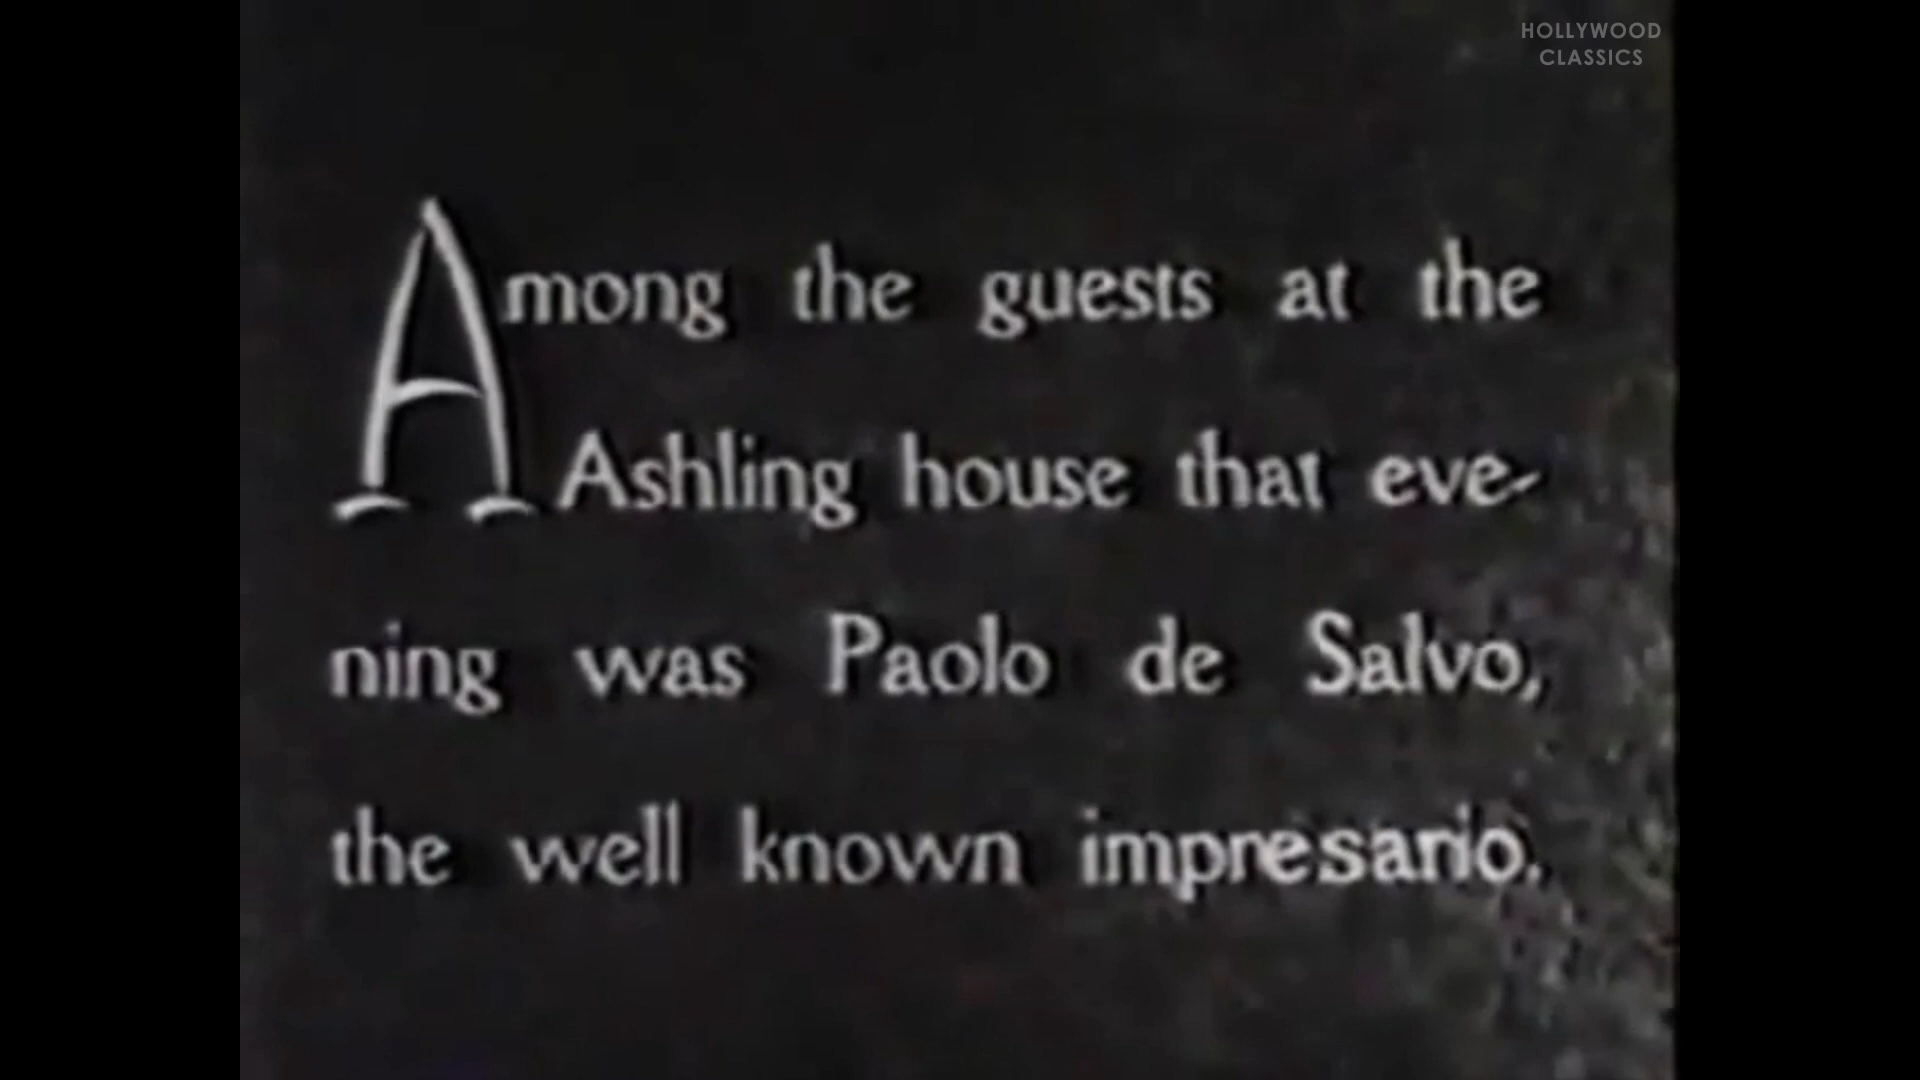 HOLLYWOOD
CLASSICS
Among the guests at the
Ashling house that eve-
ning was Paolo de Salvo,
the well known impresario.